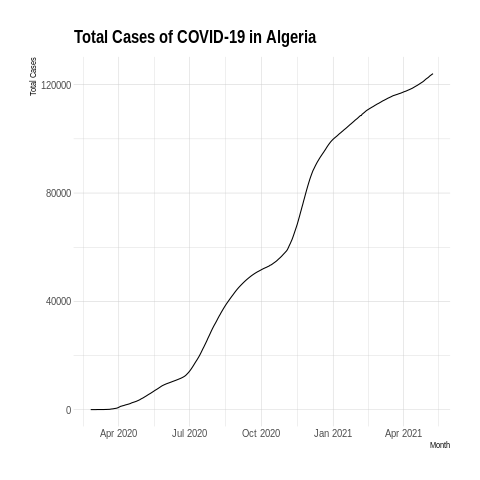 Total Cases of COVID-19 in Algeria
Total Cases
120000
80000
40000
0
Apr 2020
Jul 2020
Oct 2020
Jan 2021
Apr 2021
Month